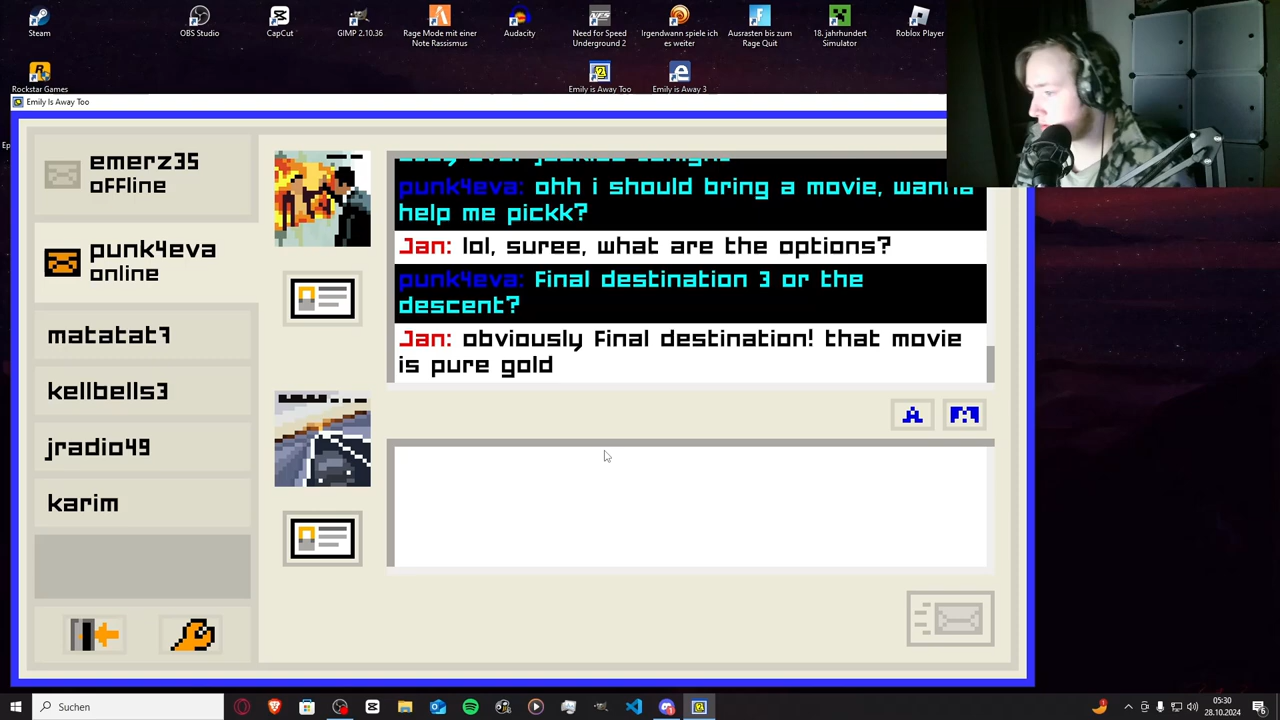 Steam
OBS Studio
CapCut
GIMP 2.10.36
Rage Mode mit einer
Note Rassismus
Audacity
Need for Speed
Underground 2
Irgendwann spiele ich
es weiter
Ausrasten bis zum
Rage Quit
18. jahrhundert
Simulator
Roblox Player
Rockstar Games
Emily is Away Too
Emily is Away 3
Emily Is Away Too
emerz35
offline
punk4eva
online
matatat7
kellbells3
jradio49
karim
punk4eva: ohh i should bring a movie, wanna
help me pickk?
Jan: lol, suree, what are the options?
punk4eva: Final destination 3 or the
descent?
Jan: obviously Final destination! that movie
is pure gold
A
M
Suchen
05:30
28.10.2024